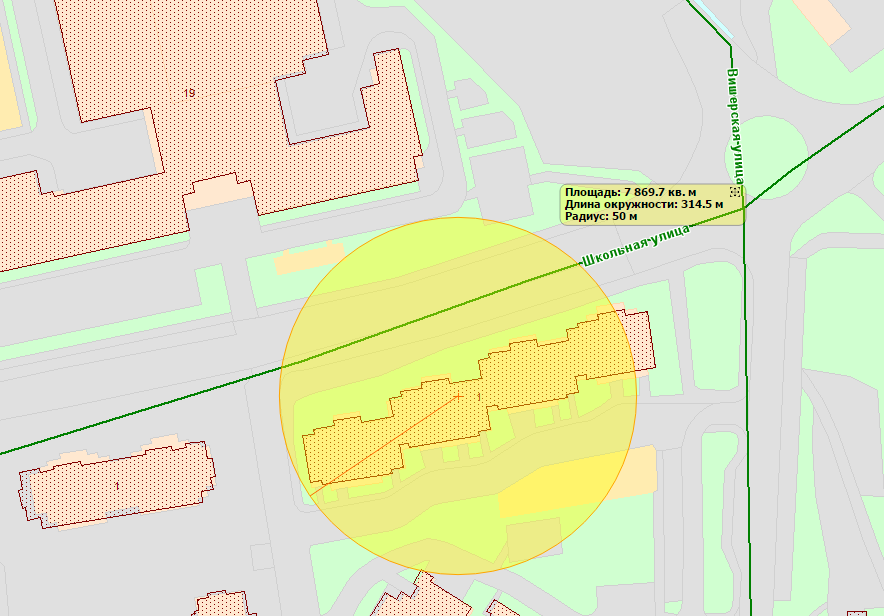 19
Вишерская улица
Площадь: 7 869.7 кв. м
Длина окружности: 314.5 м
Радиус: 50 м
Школьная улица
1
1